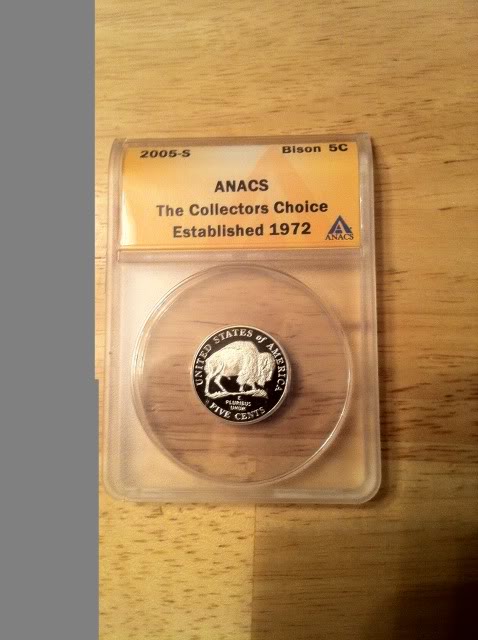 2005-S Bison 5C
ANACS
The Collectors Choice
Established 1972
ANACS
UNITED STATES of AMERICA
E
PLURIBUS
UNUM
FIVE CENTS